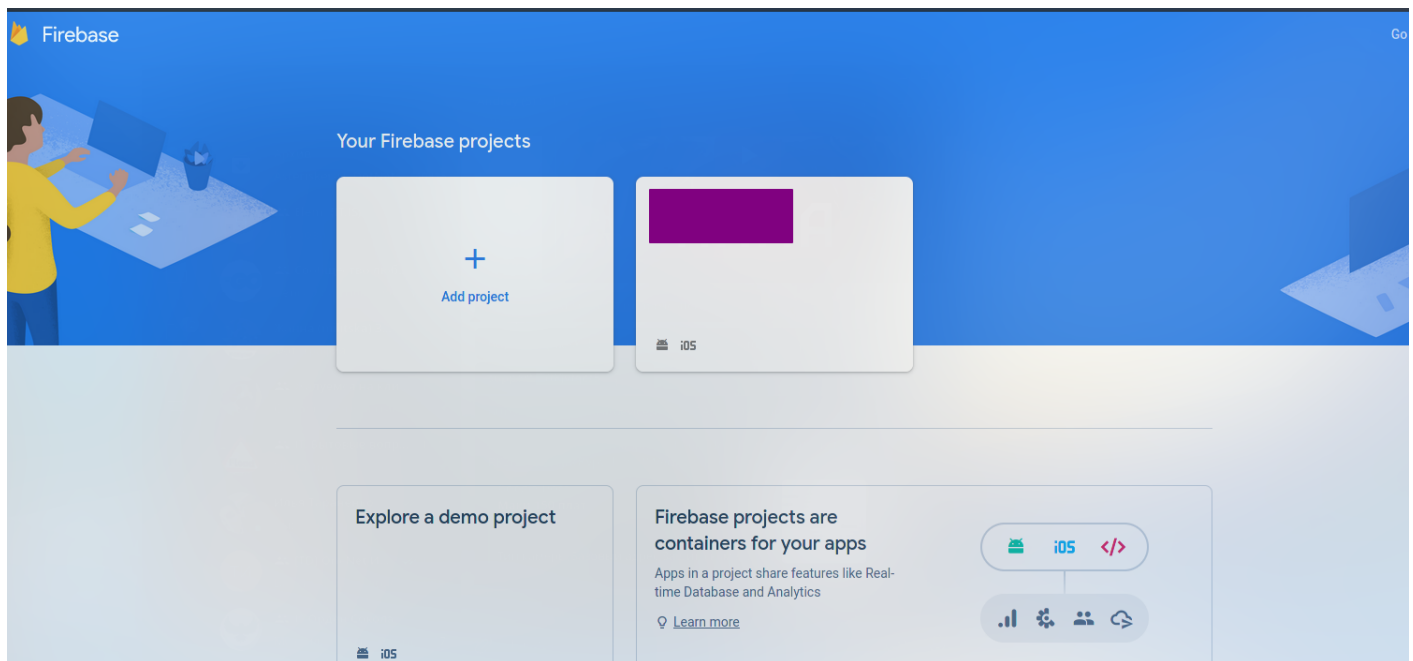 Firebase
Go
Your Firebase projects
Add project
iOS
Explore a demo project
iOS
Firebase projects are
containers for your apps
Apps in a project share features like Real-
time Database and Analytics
Learn more
iOS